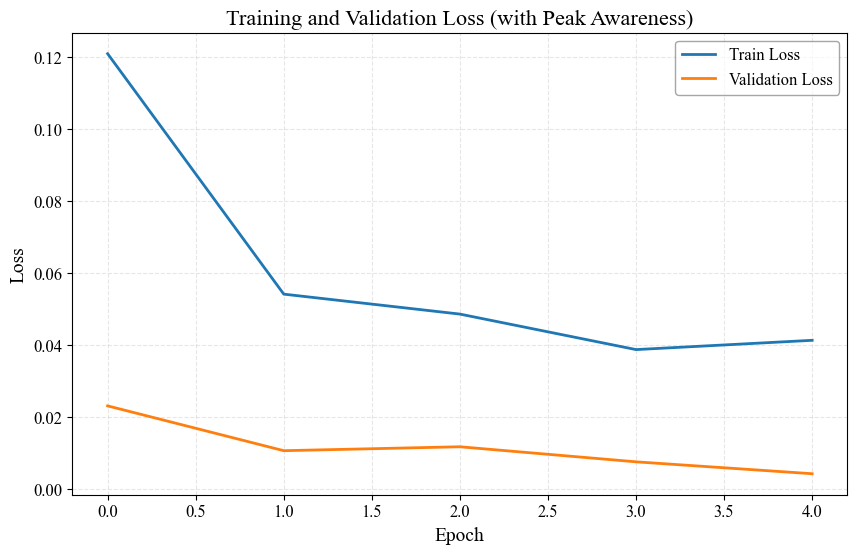 Training and Validation Loss (with Peak Awareness)
Train Loss
Validation Loss
Loss
0.12
0.10
0.08
0.06
0.04
0.02
0.00
0.0 0.5 1.0 1.5 2.0 2.5 3.0 3.5 4.0
Epoch